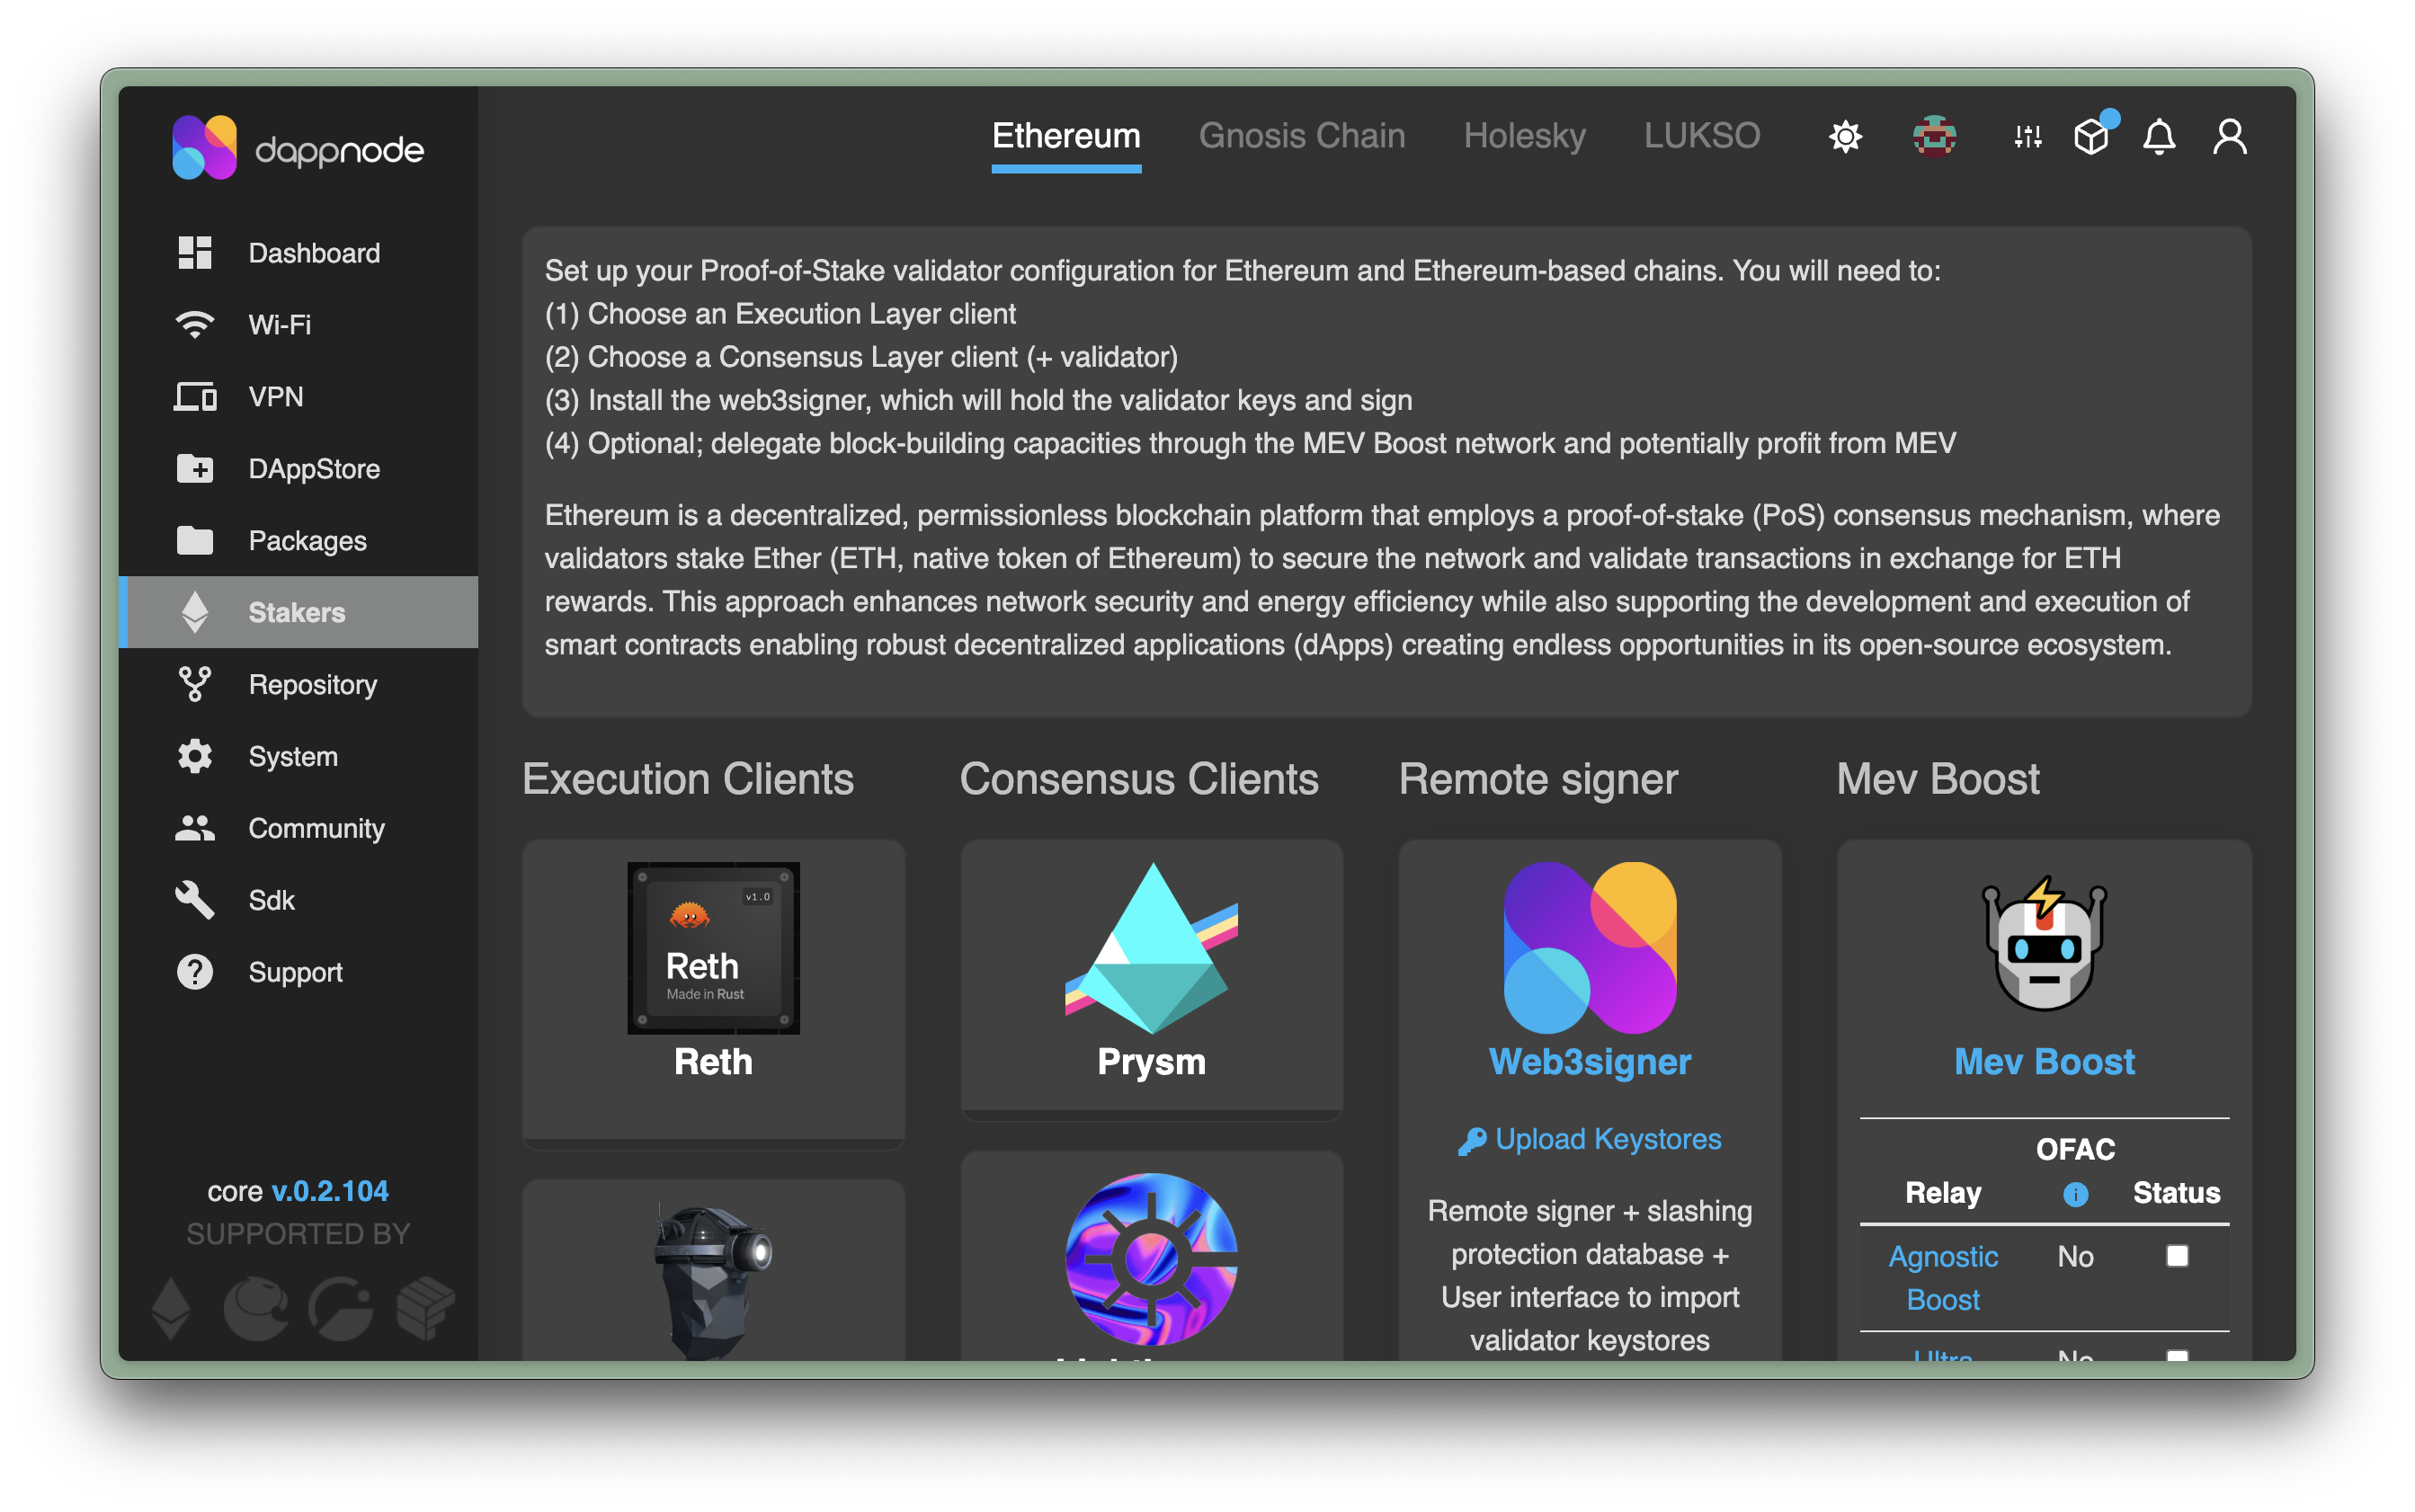 dappnode
Ethereum
Gnosis Chain
Holesky
LUKSO
Dashboard
Wi-Fi
VPN
DAppStore
Packages
Stakers
Repository
System
Community
Sdk
Support
core v.0.2.104
SUPPORTED BY
Set up your Proof-of-Stake validator configuration for Ethereum and Ethereum-based chains. You will need to:
(1) Choose an Execution Layer client
(2) Choose a Consensus Layer client (+ validator)
(3) Install the web3signer, which will hold the validator keys and sign
(4) Optional; delegate block-building capacities through the MEV Boost network and potentially profit from MEV
Ethereum is a decentralized, permissionless blockchain platform that employs a proof-of-stake (PoS) consensus mechanism, where
validators stake Ether (ETH, native token of Ethereum) to secure the network and validate transactions in exchange for ETH
rewards. This approach enhances network security and energy efficiency while also supporting the development and execution of
smart contracts enabling robust decentralized applications (dApps) creating endless opportunities in its open-source ecosystem.
Execution Clients
v1.0
Reth
Made in Rust
Reth
Consensus Clients
Prysm
Remote signer
Web3signer
Upload Keystores
Remote signer + slashing
protection database +
User interface to import
validator keystores
Mev Boost
Mev Boost
OFAC
Relay Status
Agnostic No
Boost
Ultra No